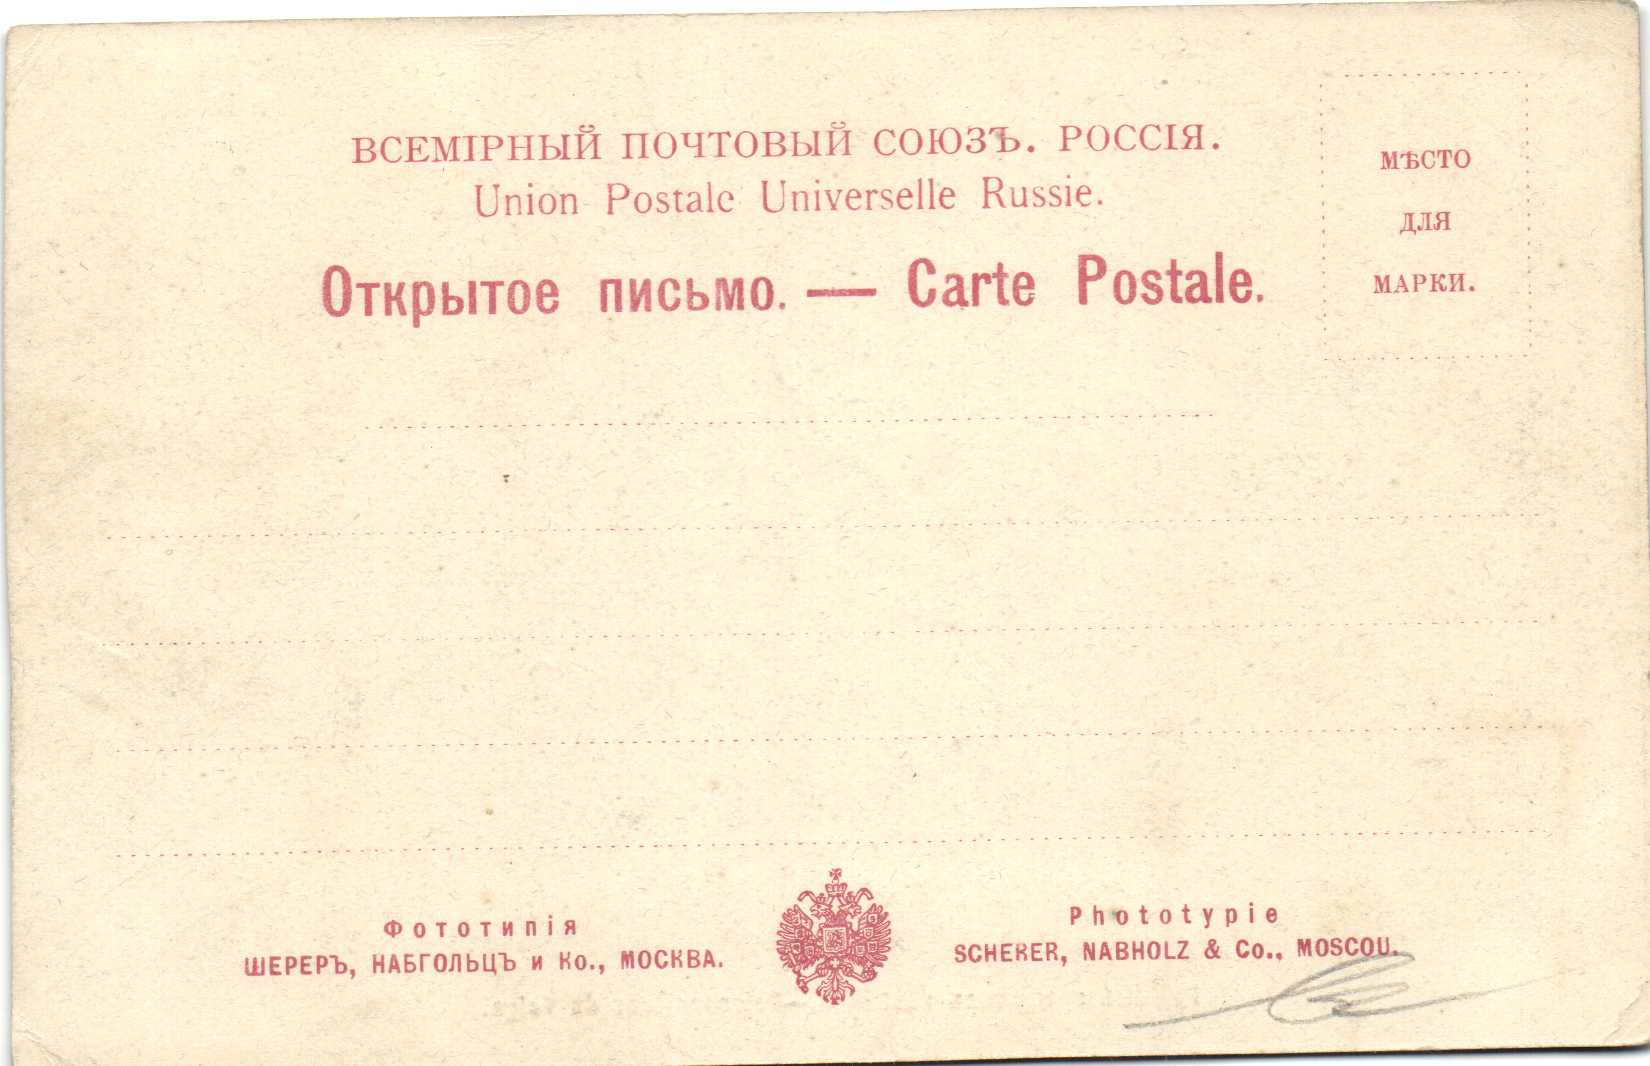 ВСЕМІРНЫЙ ПОЧТОВЫЙ СОЮЗЪ. РОССІЯ.
Union Postale Universelle Russie.
Открытое письмо. — Carte Postale.
МѢСТО
ДЛЯ
МАРКИ.
Фототипія
ШЕРЕРЪ, НАБГОЛЬЦЪ и Ко., МОСКВА.
Phototypie
SCHERER, NABHOLZ & Co., MOSCOU.